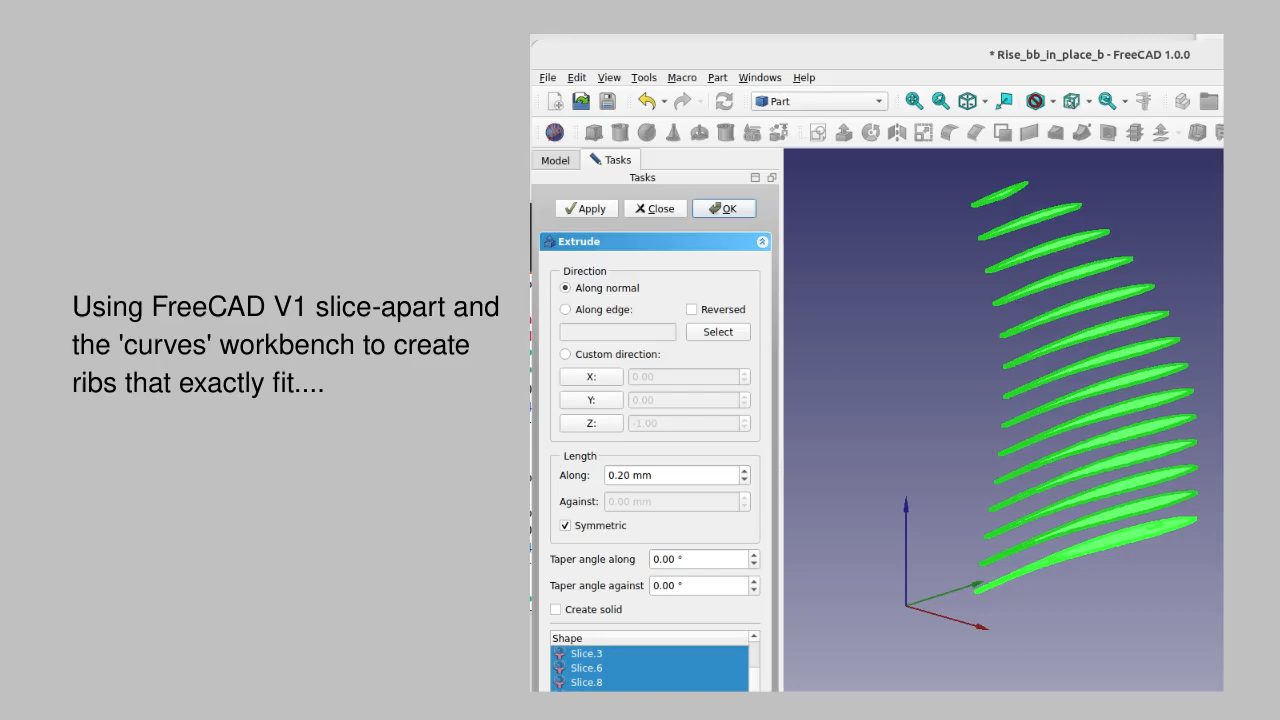 Using FreeCAD V1 slice-apart and
the 'curves' workbench to create
ribs that exactly fit....
* Rise_bb_in_place_b - FreeCAD 1.0.0
File Edit View Tools Macro Part Windows Help
Part
Model Tasks
Tasks
Apply Close OK
Extrude
Direction
Along normal
Along edge: Reversed
Select
Custom direction:
X: 0.00
Y: 0.00
Z: -1.00
Length
Along: 0.20 mm
Against: 0.00 mm
Symmetric
Taper angle along 0.00 °
Taper angle against 0.00 °
Create solid
Shape
Slice.3
Slice.6
Slice.8